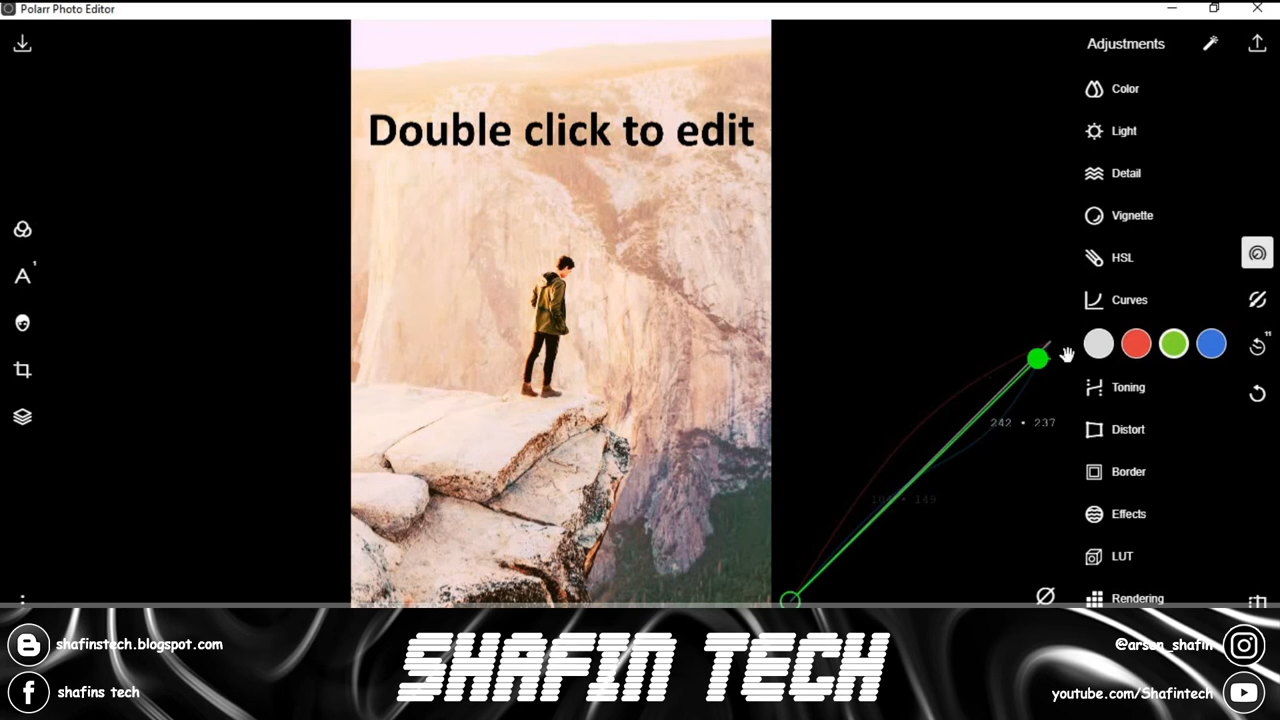 Polarr Photo Editor
Adjustments
Double click to edit
Color
Light
Detail
Vignette
HSL
Curves
Toning
Distort
242 • 237
Border
Effects
LUT
Rendering
shafinstech.blogspot.com
shafins tech
SHAFIN TECH
@arsen_shafin
youtube.com/Shafintech